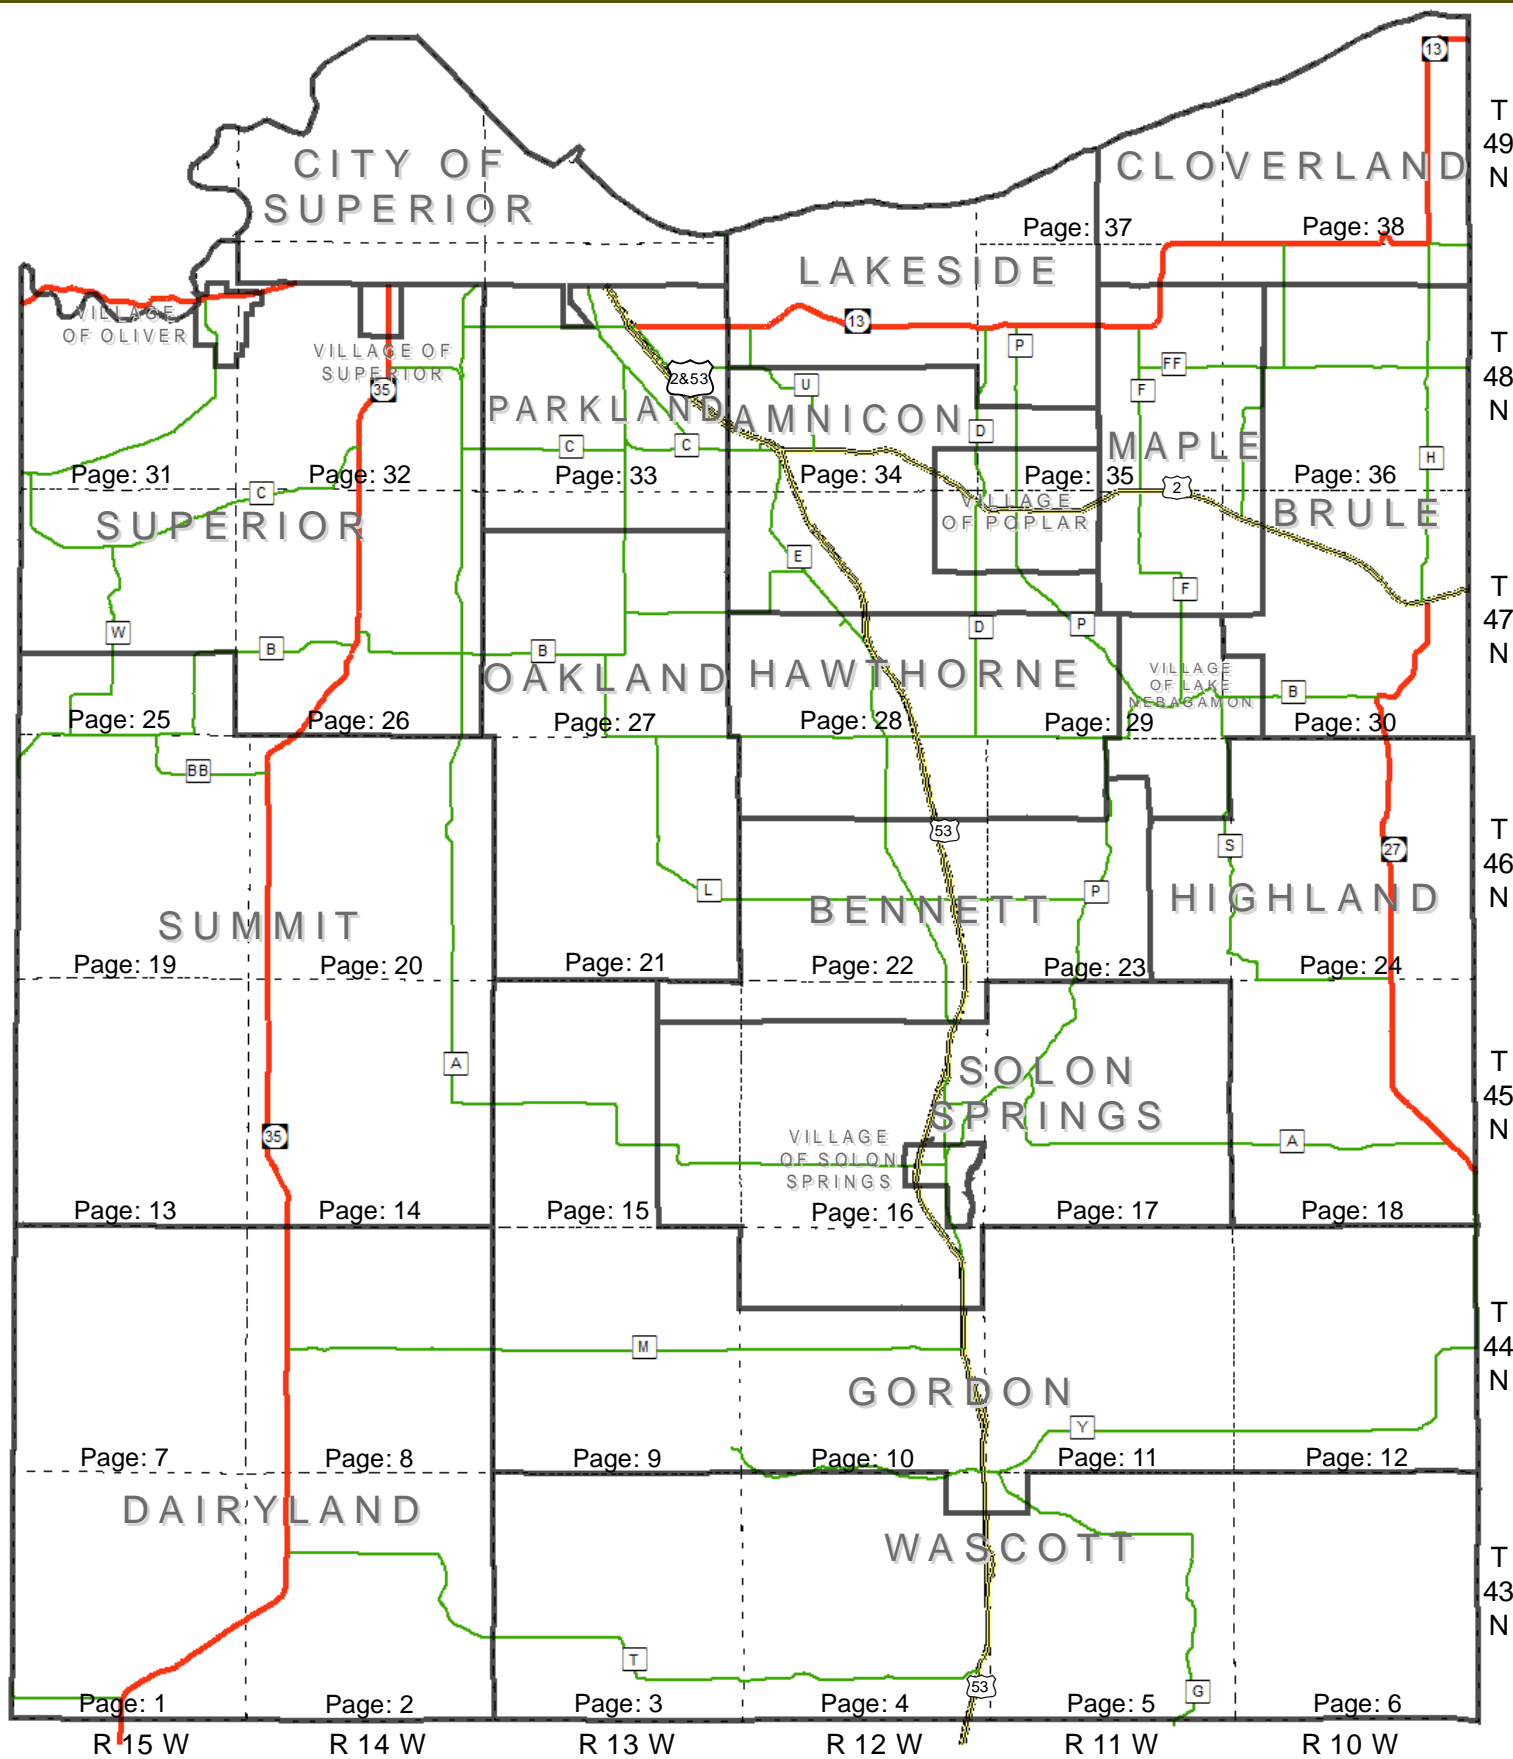 13
T
49
N
CITY OF
SUPERIOR
CLOVERLAND
Page: 37
Page: 38
LAKESIDE
VILLAGE
OF OLIVER
13
VILLAGE OF
SUPERIOR
P
T
48
N
FF
2&53
U
F
35
PARKLAND
AMNICON
D
MAPLE
C
C
H
Page: 31
Page: 32
Page: 33
Page: 34
Page: 35
Page: 36
C
2
VILLAGE
OF POPLAR
SUPERIOR
BRULE
E
F
T
47
N
W
D
P
B
B
OAKLAND
HAWTHORNE
VILLAGE
OF LAKE
NEBAGAMON
B
Page: 25
Page: 26
Page: 27
Page: 28
Page: 29
Page: 30
BB
53
S
27
T
46
N
L
P
SUMMIT
BENNETT
HIGHLAND
Page: 19
Page: 20
Page: 21
Page: 22
Page: 23
Page: 24
A
SOLON
SPRINGS
T
45
N
35
VILLAGE
OF SOLON
SPRINGS
A
Page: 13
Page: 14
Page: 15
Page: 16
Page: 17
Page: 18
M
T
44
N
GORDON
Y
Page: 7
Page: 8
Page: 9
Page: 10
Page: 11
Page: 12
DAIRYLAND
WASCOTT
T
43
N
T
53
G
Page: 1
Page: 2
Page: 3
Page: 4
Page: 5
Page: 6
R 15 W
R 14 W
R 13 W
R 12 W
R 11 W
R 10 W